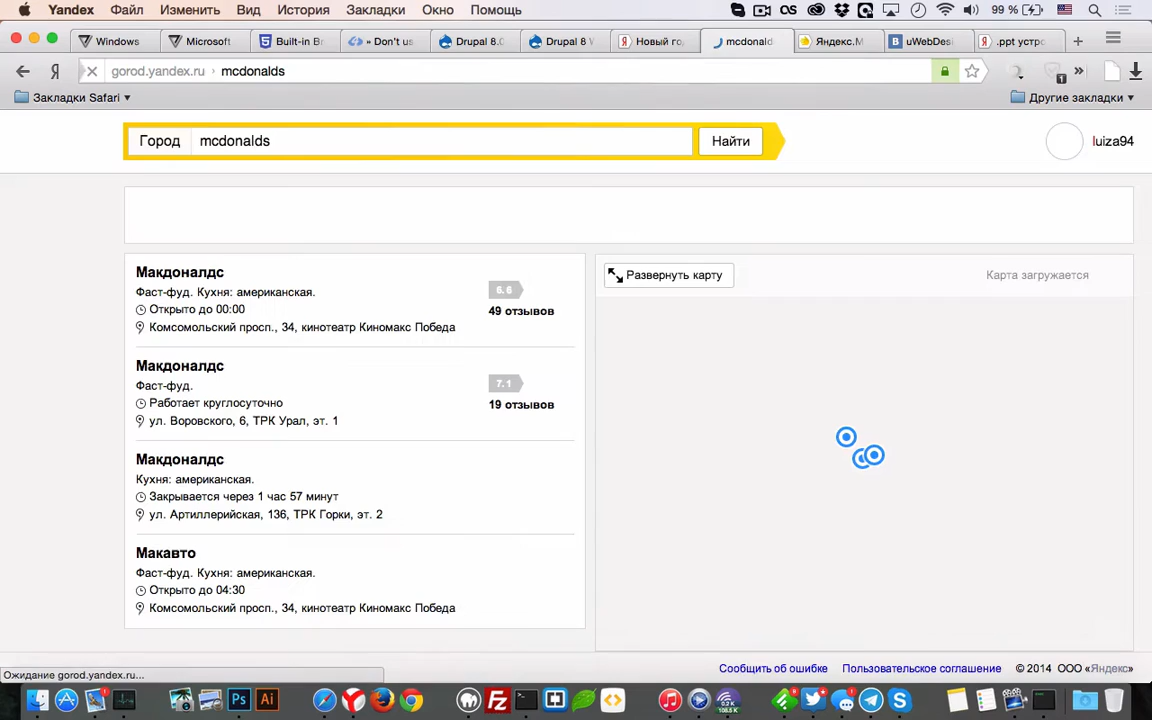 Yandex Файл Изменить Вид История Закладки Окно Помощь 99 %
Windows Microsoft Built-in Br » Don't us Drupal 8.0 Drupal 8 W Новый го mcdonald Яндекс.М uWebDesi .ppt устро
gorod.yandex.ru › mcdonalds
1
Закладки Safari Другие закладки
Город mcdonalds Найти luiza94
Макдоналдс
Фаст-фуд. Кухня: американская.
6.6
Открыто до 00:00
49 отзывов
Комсомольский просп., 34, кинотеатр Киномакс Победа
Макдоналдс
Фаст-фуд.
7.1
Работает круглосуточно
19 отзывов
ул. Воровского, 6, ТРК Урал, эт. 1
Макдоналдс
Кухня: американская.
Закрывается через 1 час 57 минут
ул. Артиллерийская, 136, ТРК Горки, эт. 2
Макавто
Фаст-фуд. Кухня: американская.
Открыто до 04:30
Комсомольский просп., 34, кинотеатр Киномакс Победа
Развернуть карту Карта загружается
Сообщить об ошибке Пользовательское соглашение © 2014 ООО «Яндекс»
Ожидание gorod.yandex.ru...